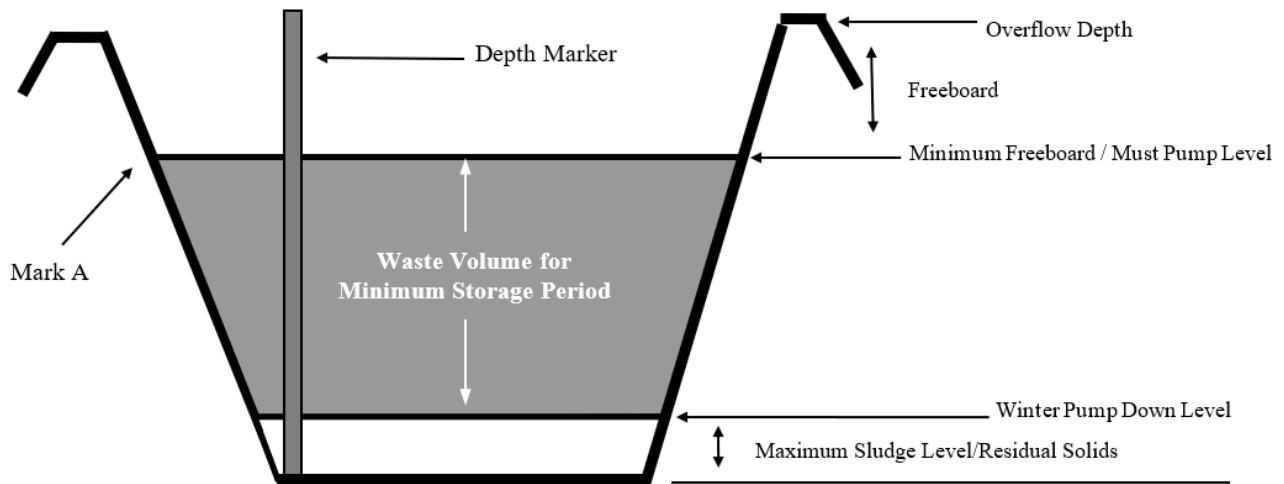 Overflow Depth
Depth Marker
Freeboard
Minimum Freeboard / Must Pump Level
Mark A
Waste Volume for
Minimum Storage Period
Winter Pump Down Level
Maximum Sludge Level/Residual Solids